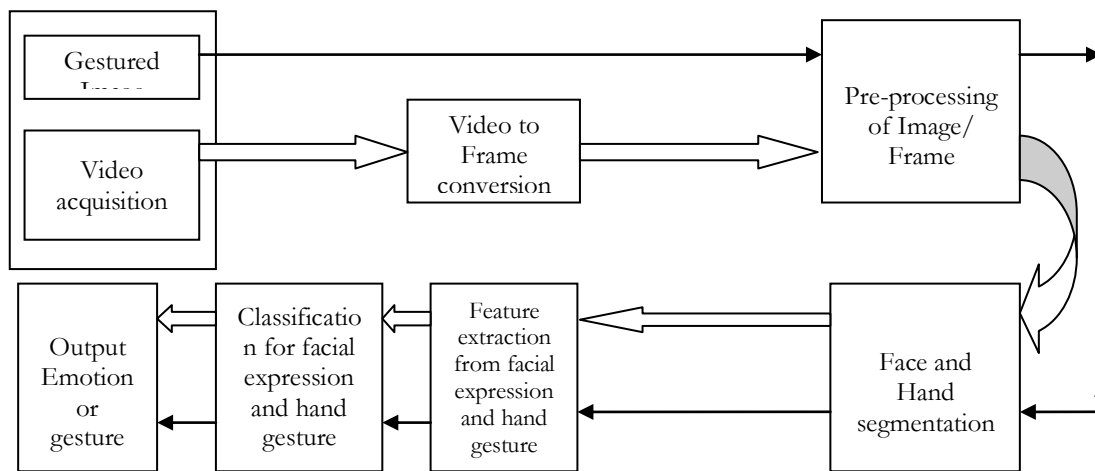 Gestured
Video
acquisition
Video to
Frame
conversion
Pre-processing
of Image/
Frame
Output
Emotion
or
gesture
Classificatio
n for facial
expression
and hand
gesture
Feature
extraction
from facial
expression
and hand
gesture
Face and
Hand
segmentation